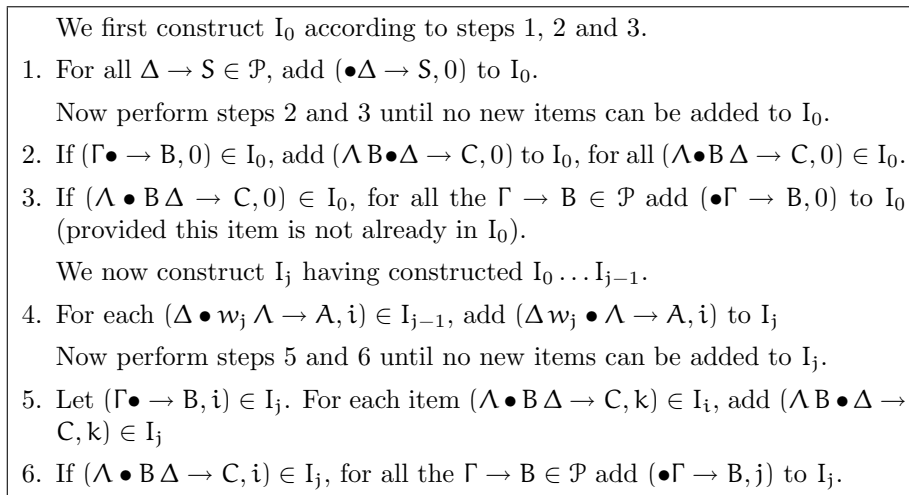 We first construct I₀ according to steps 1, 2 and 3.
1. For all Δ → S ∈ 𝒫, add (•Δ → S, 0) to I₀.
Now perform steps 2 and 3 until no new items can be added to I₀.
2. If (Γ• → B, 0) ∈ I₀, add (Λ B•Δ → C, 0) to I₀, for all (Λ•B Δ → C, 0) ∈ I₀.
3. If (Λ • B Δ → C, 0) ∈ I₀, for all the Γ → B ∈ 𝒫 add (•Γ → B, 0) to I₀
(provided this item is not already in I₀).
We now construct Iⱼ having constructed I₀ … Iⱼ₋₁.
4. For each (Δ • wⱼ Λ → A, i) ∈ Iⱼ₋₁, add (Δ wⱼ • Λ → A, i) to Iⱼ
Now perform steps 5 and 6 until no new items can be added to Iⱼ.
5. Let (Γ• → B, i) ∈ Iⱼ. For each item (Λ • B Δ → C, k) ∈ Iᵢ, add (Λ B • Δ →
C, k) ∈ Iⱼ
6. If (Λ • B Δ → C, i) ∈ Iⱼ, for all the Γ → B ∈ 𝒫 add (•Γ → B, j) to Iⱼ.